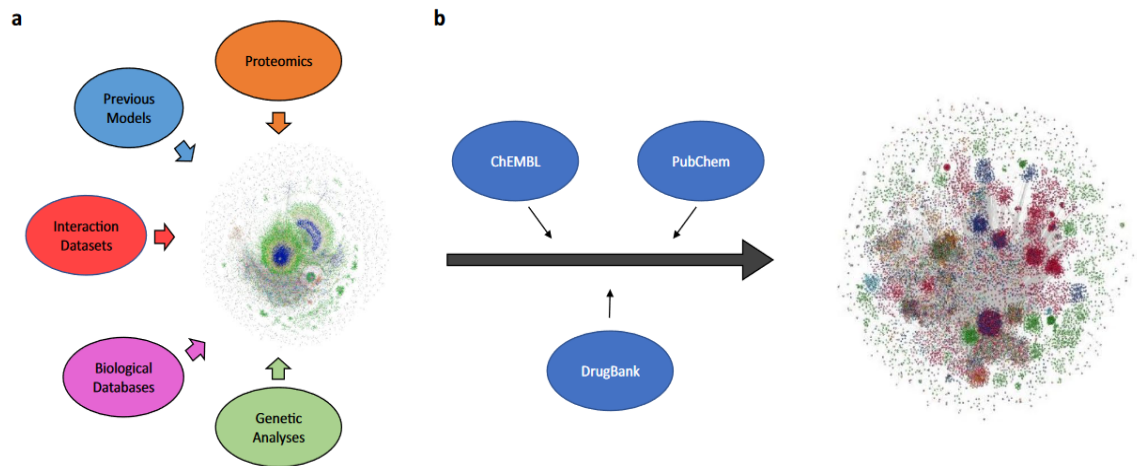 a
Proteomics
Previous
Models
Interaction
Datasets
Biological
Databases
Genetic
Analyses
b
ChEMBL
PubChem
DrugBank